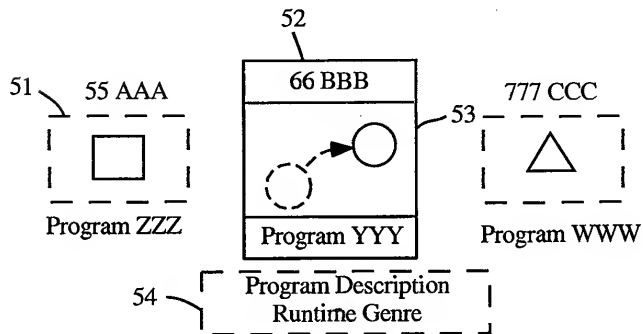 52
51
55 AAA
66 BBB
777 CCC
53
Program ZZZ
Program YYY
Program WWW
54
Program Description
Runtime Genre